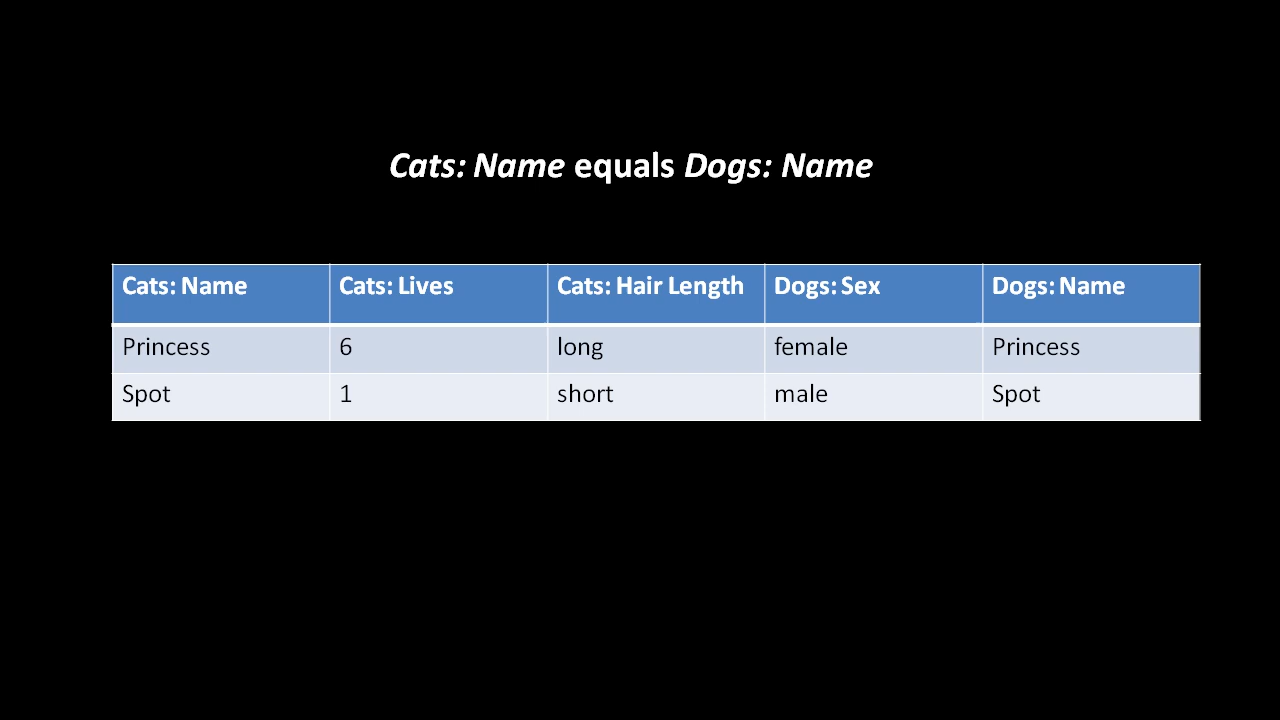 Cats: Name equals Dogs: Name
Cats: Name Cats: Lives Cats: Hair Length Dogs: Sex Dogs: Name
Princess 6 long female Princess
Spot 1 short male Spot